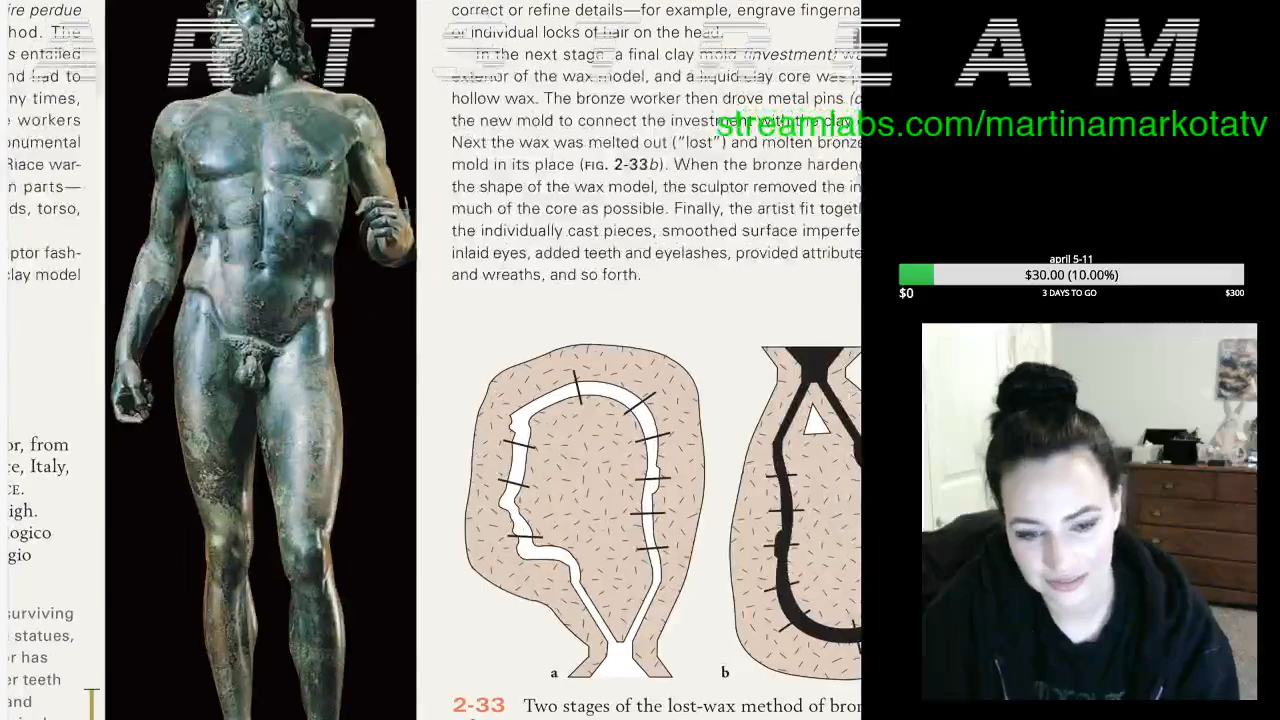 ART STREAM
ire perdue
hod. The
s entailed
nd had to
ny times,
workers
onumental
Riace war-
n parts—
ds, torso,
ptor fash-
clay model
or, from
ce, Italy,
CE.
igh.
logico
gio
surviving
statues,
or has
er teeth
and
correct or refine details—for example, engrave fingerna
or individual locks of hair on the head.
In the next stage, a final clay mold (investment) wa
exterior of the wax model, and a liquid clay core was p
hollow wax. The bronze worker then drove metal pins (c
the new mold to connect the investment with the clay
Next the wax was melted out (“lost”) and molten bronze
mold in its place (FIG. 2-33b). When the bronze harden
the shape of the wax model, the sculptor removed the in
much of the core as possible. Finally, the artist fit togeth
the individually cast pieces, smoothed surface imperfe
inlaid eyes, added teeth and eyelashes, provided attribute
and wreaths, and so forth.
a
b
2-33 Two stages of the lost-wax method of bron
streamlabs.com/martinamarkotatv
april 5-11
$30.00 (10.00%)
$0 3 DAYS TO GO $300